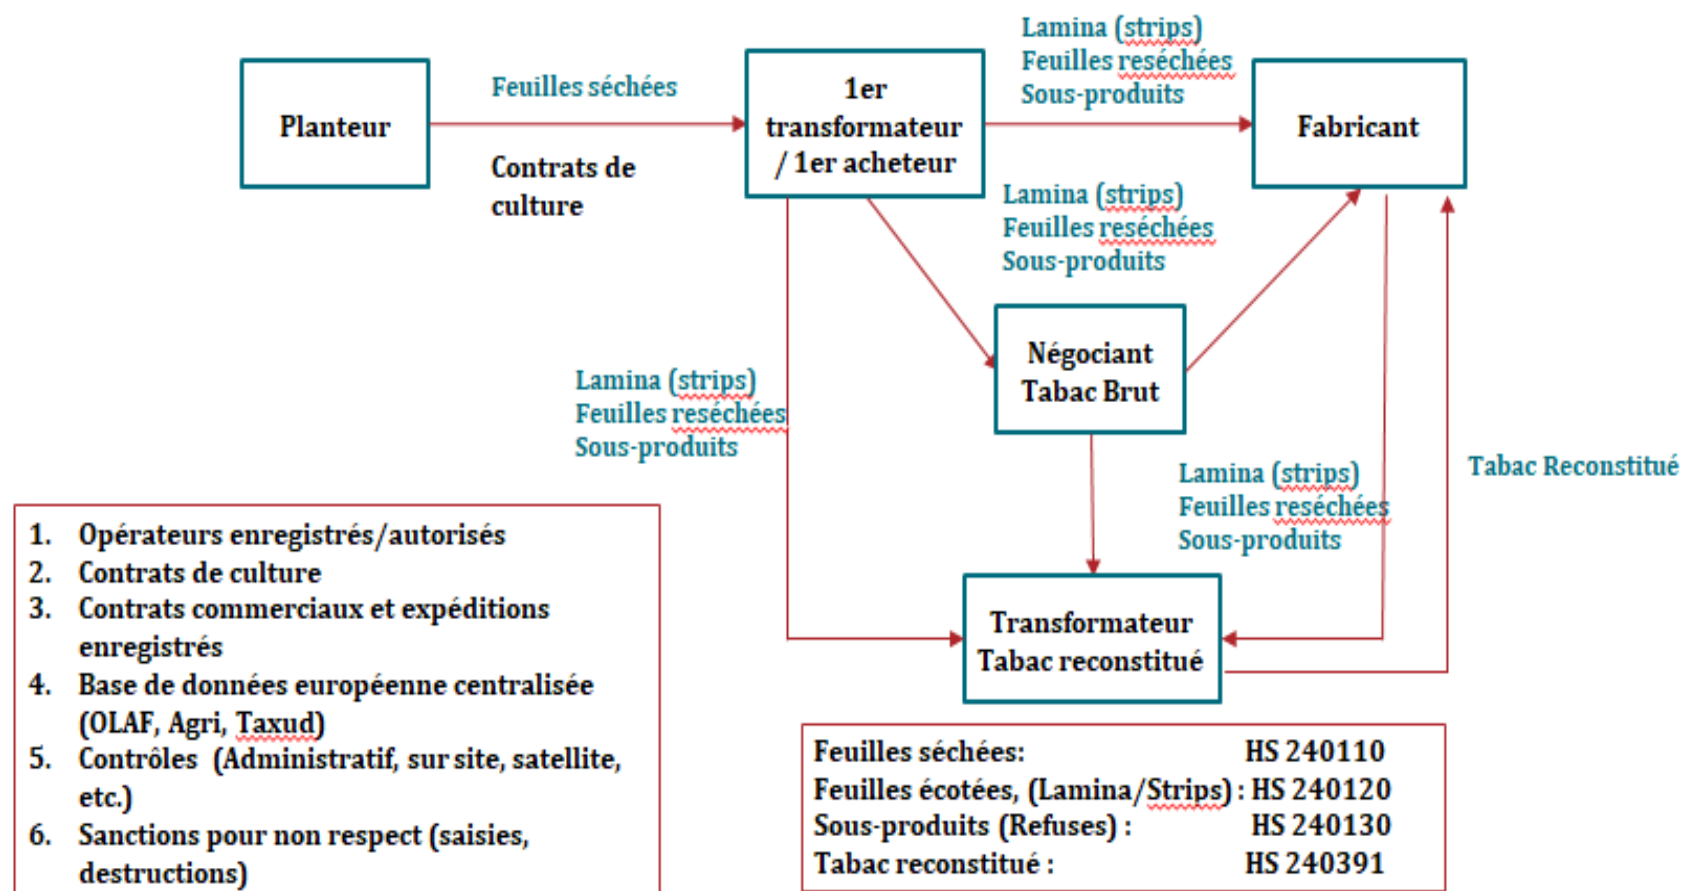 Planteur
Feuilles séchées
Contrats de
culture
1er
transformateur
/ 1er acheteur
Lamina (strips)
Feuilles reséchées
Sous-produits
Fabricant
Lamina (strips)
Feuilles reséchées
Sous-produits
Négociant
Tabac Brut
Lamina (strips)
Feuilles reséchées
Sous-produits
Lamina (strips)
Feuilles reséchées
Sous-produits
Tabac Reconstitué
Transformateur
Tabac reconstitué
1. Opérateurs enregistrés/autorisés
2. Contrats de culture
3. Contrats commerciaux et expéditions
enregistrés
4. Base de données européenne centralisée
(OLAF, Agri, Taxud)
5. Contrôles (Administratif, sur site, satellite,
etc.)
6. Sanctions pour non respect (saisies,
destructions)
Feuilles séchées: HS 240110
Feuilles écotées, (Lamina/Strips) : HS 240120
Sous-produits (Refuses) : HS 240130
Tabac reconstitué : HS 240391